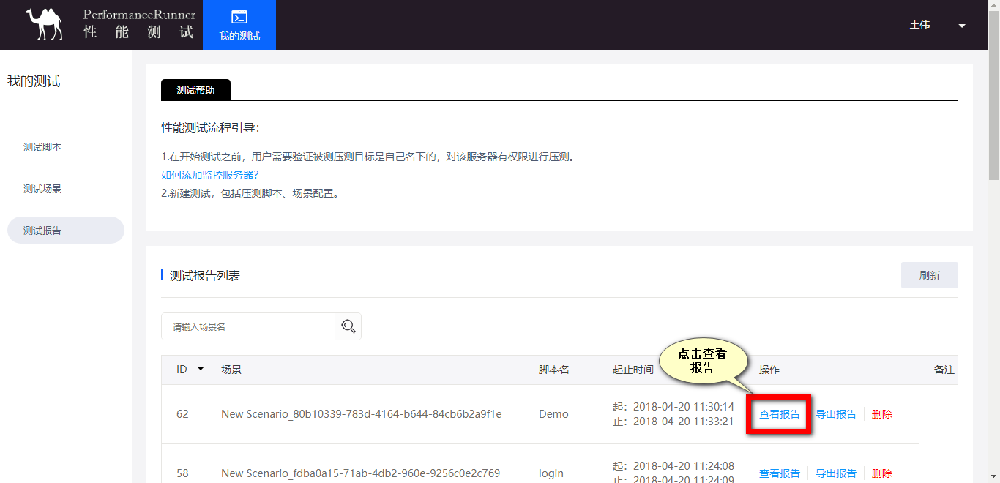 PerformanceRunner
性 能 测 试
我的测试
王伟
我的测试
测试脚本
测试场景
测试报告
测试帮助
性能测试流程引导：
1.在开始测试之前，用户需要验证被测压测目标是自己名下的，对该服务器有权限进行压测。
如何添加监控服务器？
2.新建测试，包括压测脚本、场景配置。
测试报告列表
刷新
请输入场景名
点击查看
报告
ID 场景 脚本名 起止时间 操作 备注
62 New Scenario_80b10339-783d-4164-b644-84cb6b2a9f1e Demo 起：2018-04-20 11:30:14 查看报告 导出报告 删除
止：2018-04-20 11:33:21
58 New Scenario_fdba0a15-71ab-4db2-960e-9256c0e2c769 login 起：2018-04-20 11:24:08 查看报告 导出报告 删除
止：2018-04-20 11:24:09